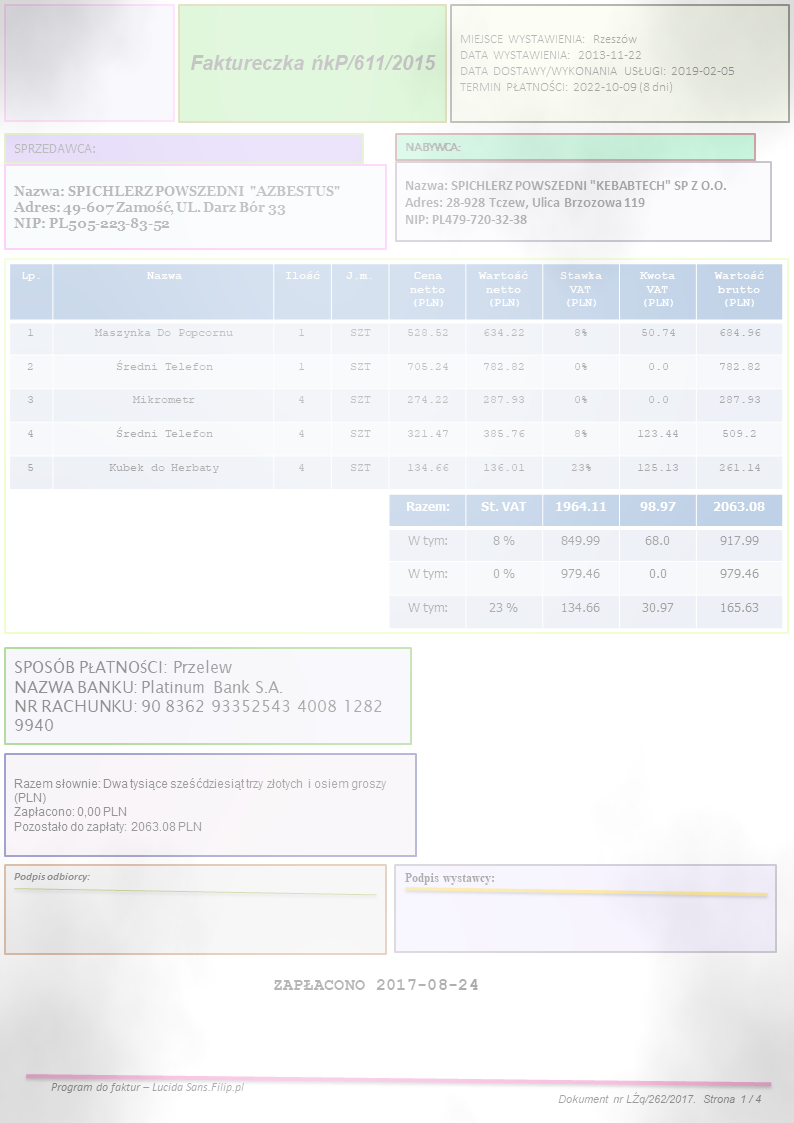 Faktureczka ńkP/611/2015
MIEJSCE WYSTAWIENIA: Rzeszów
DATA WYSTAWIENIA: 2013-11-22
DATA DOSTAWY/WYKONANIA USŁUGI: 2019-02-05
TERMIN PŁATNOŚCI: 2022-10-09 (8 dni)
SPRZEDAWCA:
NABYWCA:
Nazwa: SPICHLERZ POWSZEDNI "AZBESTUS"
Adres: 49-607 Zamość, UL. Darz Bór 33
NIP: PL505-223-83-52
Nazwa: SPICHLERZ POWSZEDNI "KEBABTECH" SP Z O.O.
Adres: 28-928 Tczew, Ulica Brzozowa 119
NIP: PL479-720-32-38
Lp. Nazwa Ilość J.m. Cena netto (PLN) Wartość netto (PLN) Stawka VAT (PLN) Kwota VAT (PLN) Wartość brutto (PLN)
1 Maszynka Do Popcornu 1 SZT 528.52 634.22 8% 50.74 684.96
2 Średni Telefon 1 SZT 705.24 782.82 0% 0.0 782.82
3 Mikrometr 4 SZT 274.22 287.93 0% 0.0 287.93
4 Średni Telefon 4 SZT 321.47 385.76 8% 123.44 509.2
5 Kubek do Herbaty 4 SZT 134.66 136.01 23% 125.13 261.14
Razem: St. VAT 1964.11 98.97 2063.08
W tym: 8 % 849.99 68.0 917.99
W tym: 0 % 979.46 0.0 979.46
W tym: 23 % 134.66 30.97 165.63
SPOSÓB PŁATNOŚCI: Przelew
NAZWA BANKU: Platinum Bank S.A.
NR RACHUNKU: 90 8362 93352543 4008 1282
9940
Razem słownie: Dwa tysiące sześćdziesiąt trzy złotych i osiem groszy
(PLN)
Zapłacono: 0,00 PLN
Pozostało do zapłaty: 2063.08 PLN
Podpis odbiorcy:
Podpis wystawcy:
ZAPŁACONO 2017-08-24
Program do faktur – Lucida Sans.Filip.pl
Dokument nr LŻq/262/2017. Strona 1 / 4